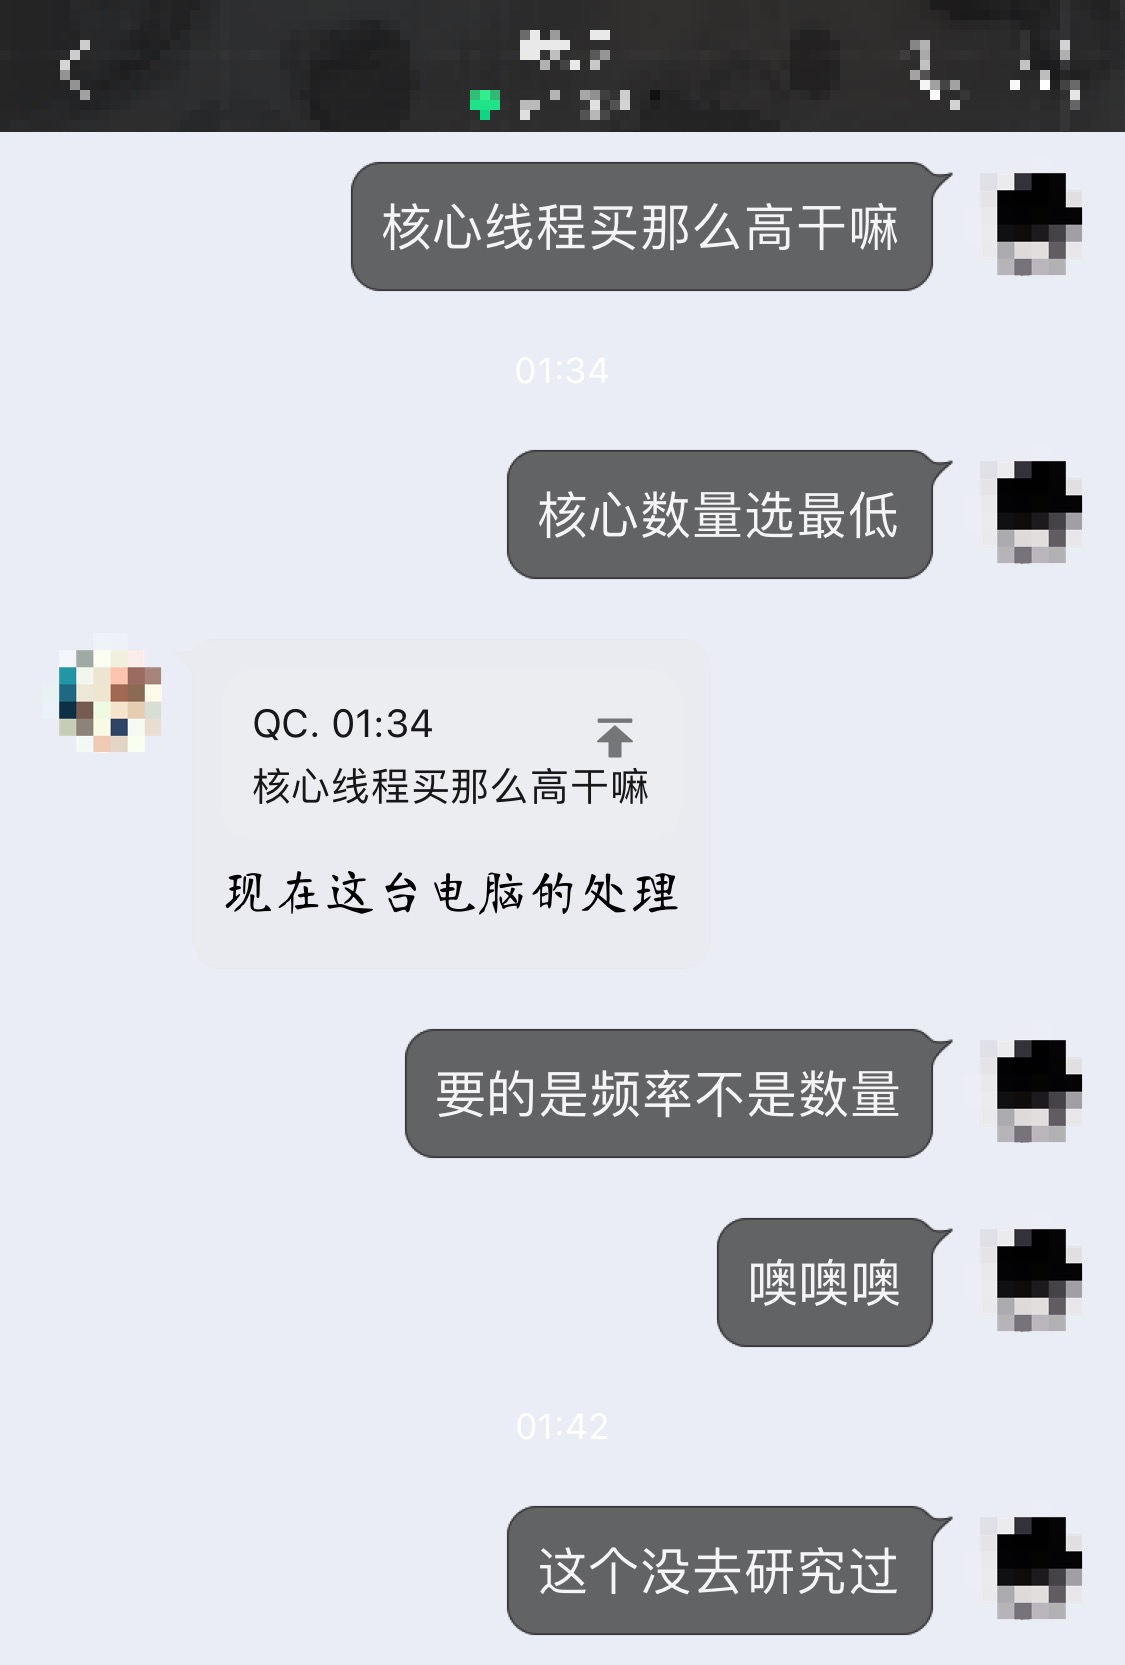 核心线程买那么高干嘛
01:34
核心数量选最低
QC. 01:34
核心线程买那么高干嘛
现在这台电脑的处理
要的是频率不是数量
噢噢噢
01:42
这个没去研究过